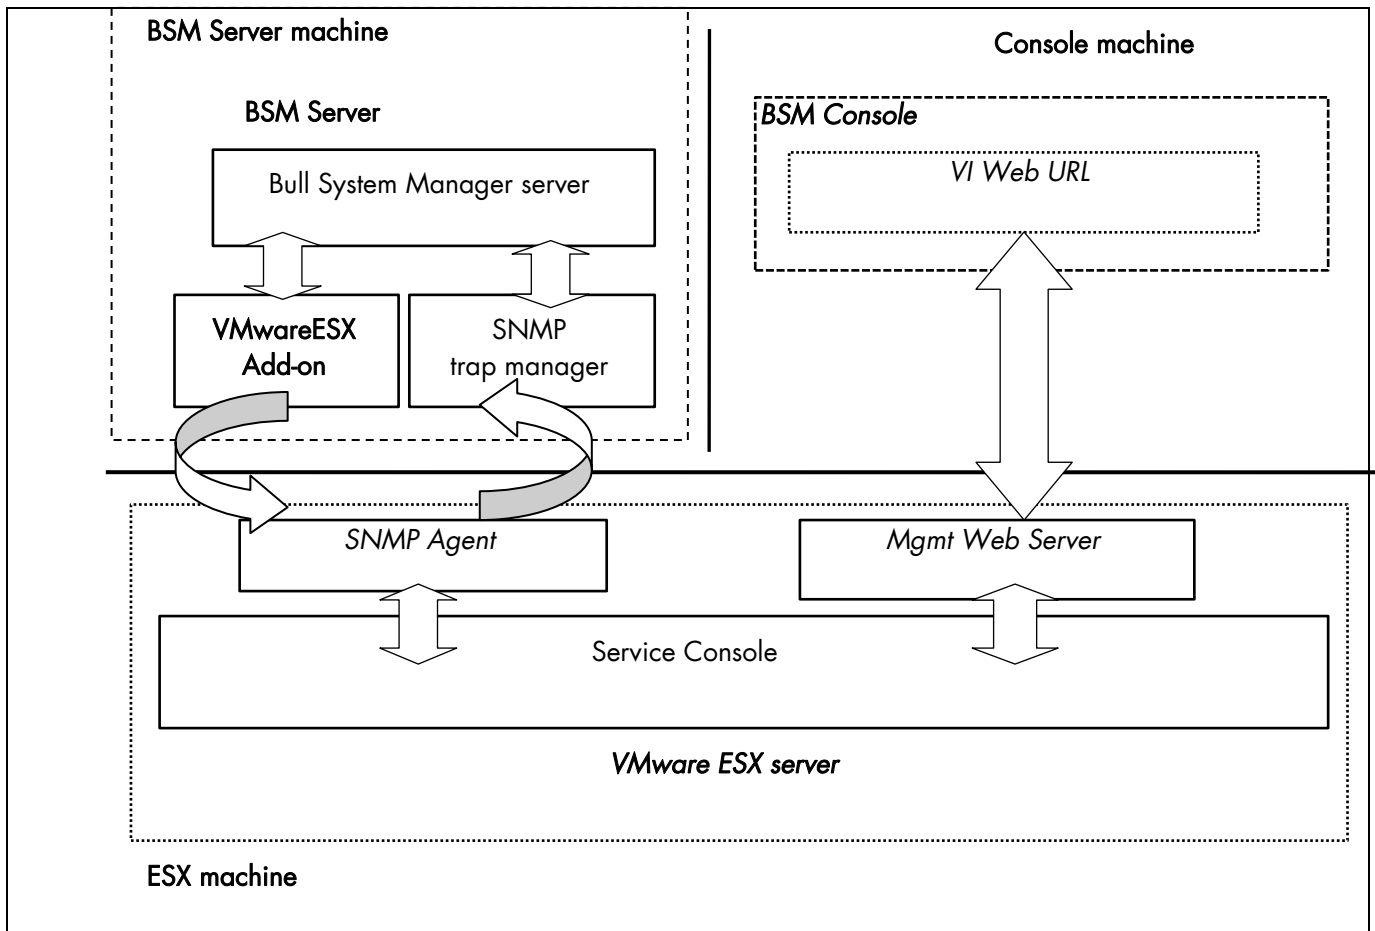 BSM Server machine
Console machine
BSM Server
BSM Console
Bull System Manager server
VI Web URL
VMwareESX
Add-on
SNMP
trap manager
SNMP Agent
Mgmt Web Server
Service Console
VMware ESX server
ESX machine